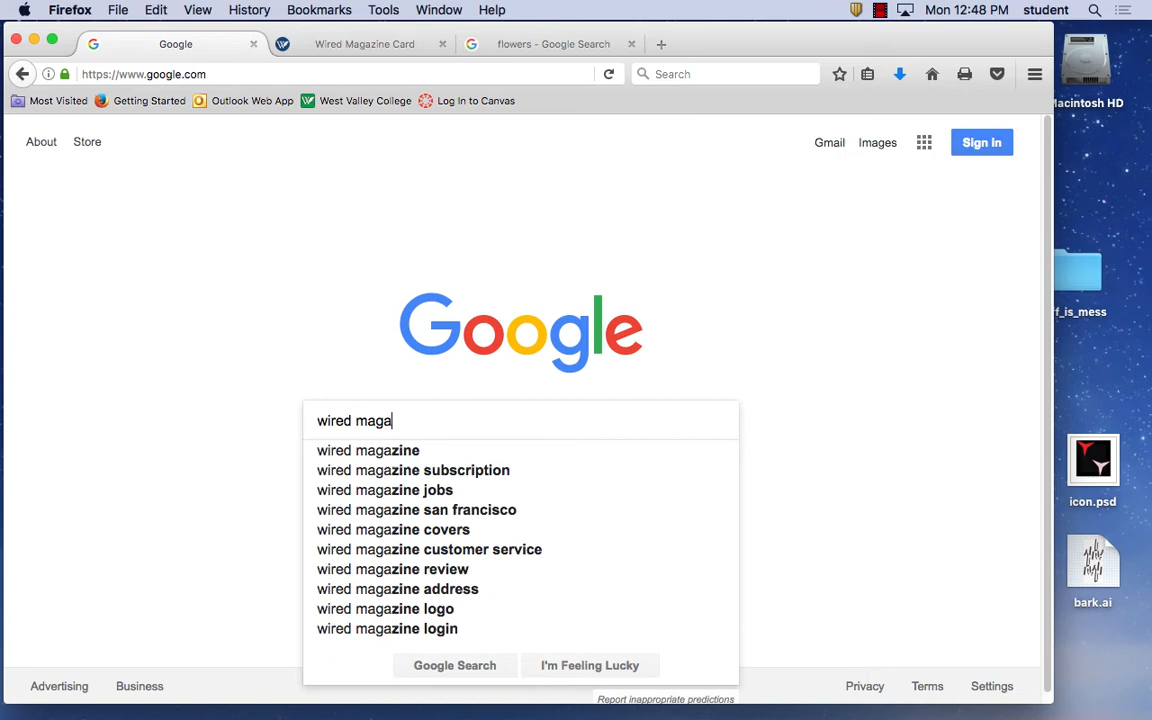 Firefox File Edit View History Bookmarks Tools Window Help Mon 12:48 PM student
Google Wired Magazine Card flowers - Google Search
https://www.google.com Search
Most Visited Getting Started Outlook Web App West Valley College Log In to Canvas
Macintosh HD
About Store Gmail Images Sign in
f_is_mess
Google
wired maga
wired magazine
wired magazine subscription
wired magazine jobs
wired magazine san francisco
wired magazine covers
wired magazine customer service
wired magazine review
wired magazine address
wired magazine logo
wired magazine login
icon.psd
bark.ai
Google Search I'm Feeling Lucky
Advertising Business Privacy Terms Settings
Report inappropriate predictions